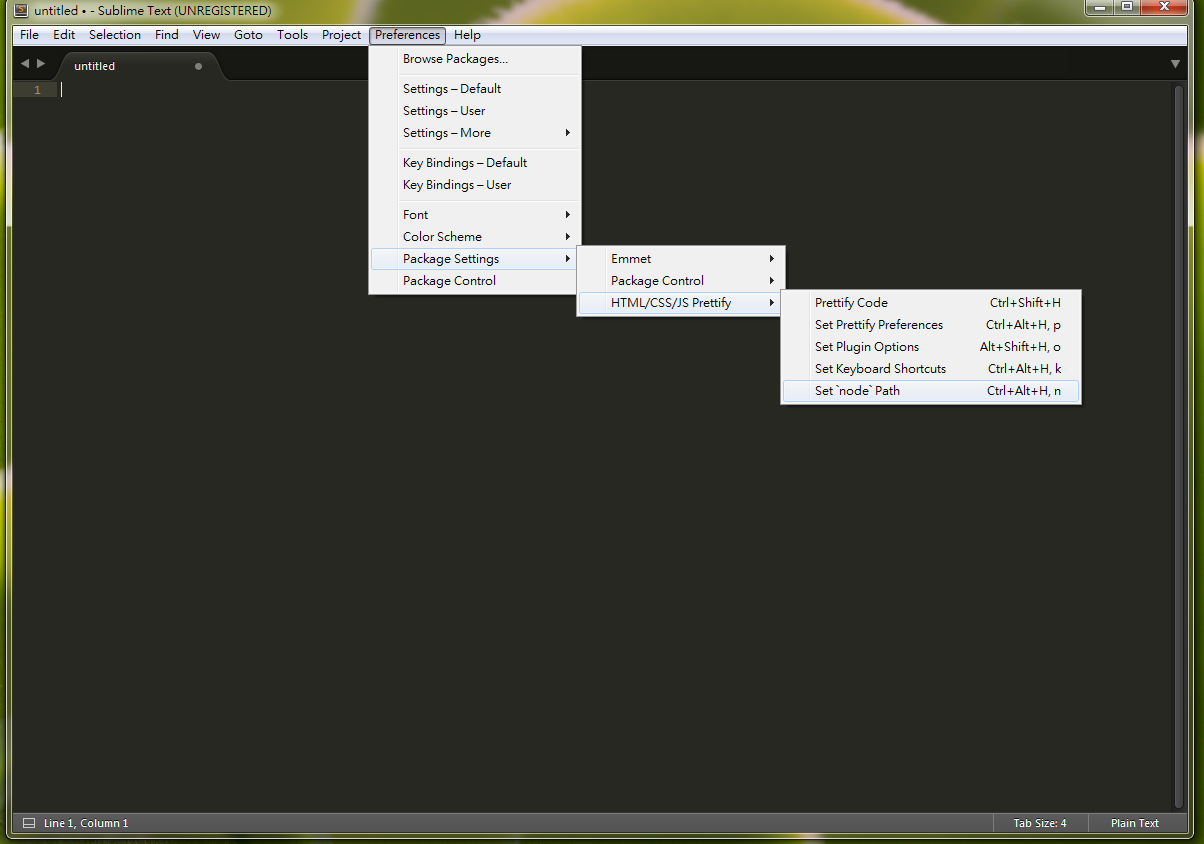 untitled • - Sublime Text (UNREGISTERED)
File Edit Selection Find View Goto Tools Project Preferences Help
untitled
1
Browse Packages...
Settings – Default
Settings – User
Settings – More
Key Bindings – Default
Key Bindings – User
Font
Color Scheme
Package Settings
Package Control
Emmet
Package Control
HTML/CSS/JS Prettify
Prettify Code Ctrl+Shift+H
Set Prettify Preferences Ctrl+Alt+H, p
Set Plugin Options Alt+Shift+H, o
Set Keyboard Shortcuts Ctrl+Alt+H, k
Set `node` Path Ctrl+Alt+H, n
Line 1, Column 1 Tab Size: 4 Plain Text